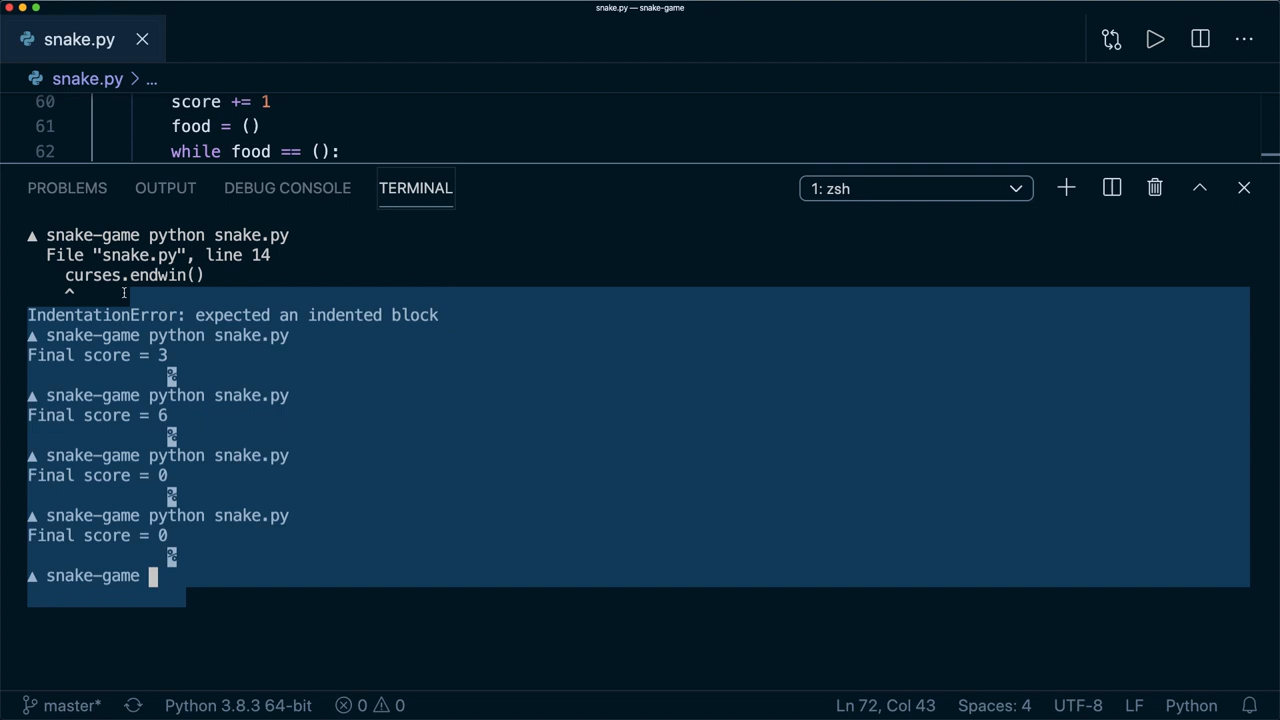 snake.py — snake-game
snake.py
snake.py > ...
60 score += 1
61 food = ()
62 while food == ():
PROBLEMS OUTPUT DEBUG CONSOLE TERMINAL 1: zsh
▲ snake-game python snake.py
File "snake.py", line 14
curses.endwin()
^
IndentationError: expected an indented block
▲ snake-game python snake.py
Final score = 3
%
▲ snake-game python snake.py
Final score = 6
%
▲ snake-game python snake.py
Final score = 0
%
▲ snake-game python snake.py
Final score = 0
%
▲ snake-game
master* Python 3.8.3 64-bit 0 0 Ln 72, Col 43 Spaces: 4 UTF-8 LF Python